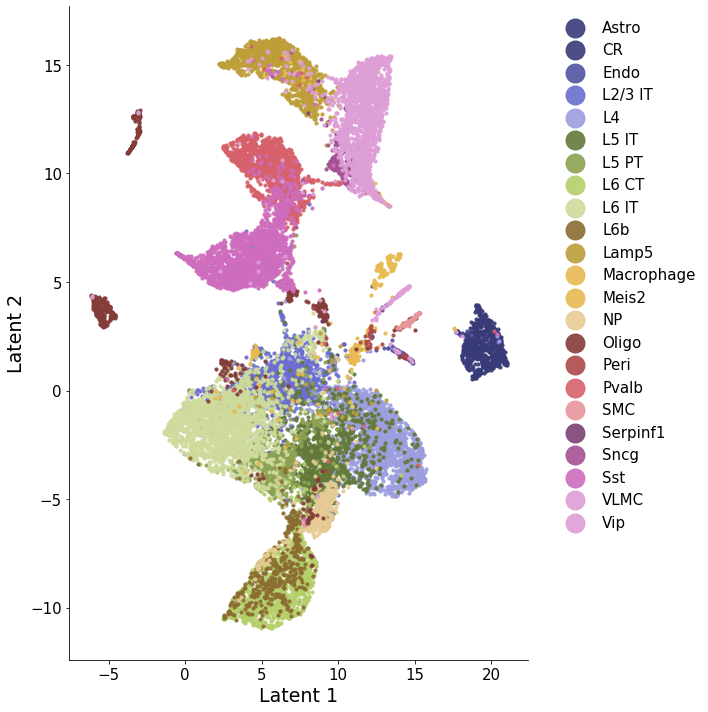 Astro
CR
Endo
L2/3 IT
L4
L5 IT
L5 PT
L6 CT
L6 IT
L6b
Lamp5
Macrophage
Meis2
NP
Oligo
Peri
Pvalb
SMC
Serpinf1
Sncg
Sst
VLMC
Vip
15
10
5
0
−5
−10
Latent 2
−5 0 5 10 15 20
Latent 1